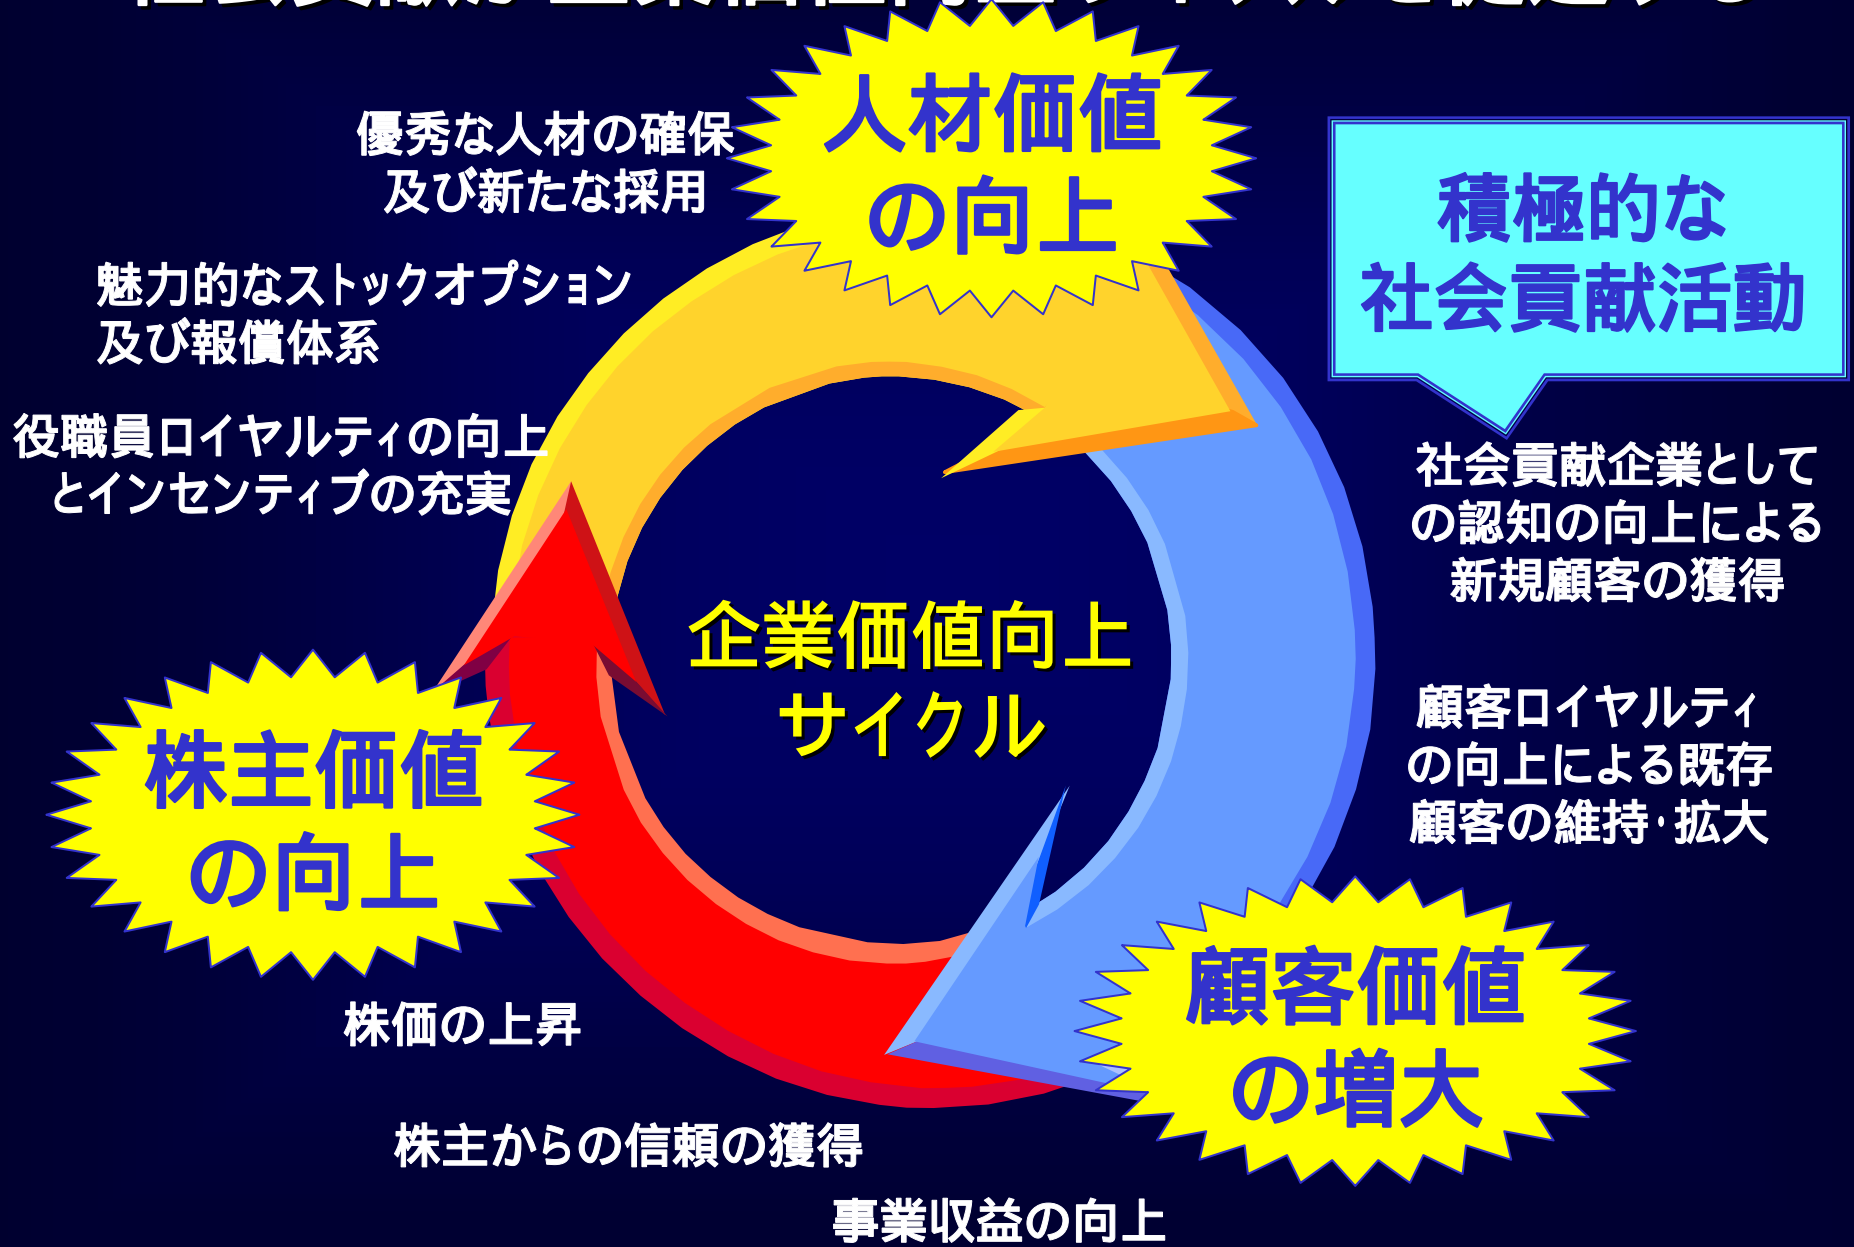 人材価値
の向上
優秀な人材の確保
及び新たな採用
積極的な
社会貢献活動
魅力的なストックオプション
及び報償体系
役職員ロイヤルティの向上
とインセンティブの充実
社会貢献企業として
の認知の向上による
新規顧客の獲得
企業価値向上
サイクル
顧客ロイヤルティ
の向上による既存
顧客の維持・拡大
株主価値
の向上
顧客価値
の増大
株価の上昇
株主からの信頼の獲得
事業収益の向上